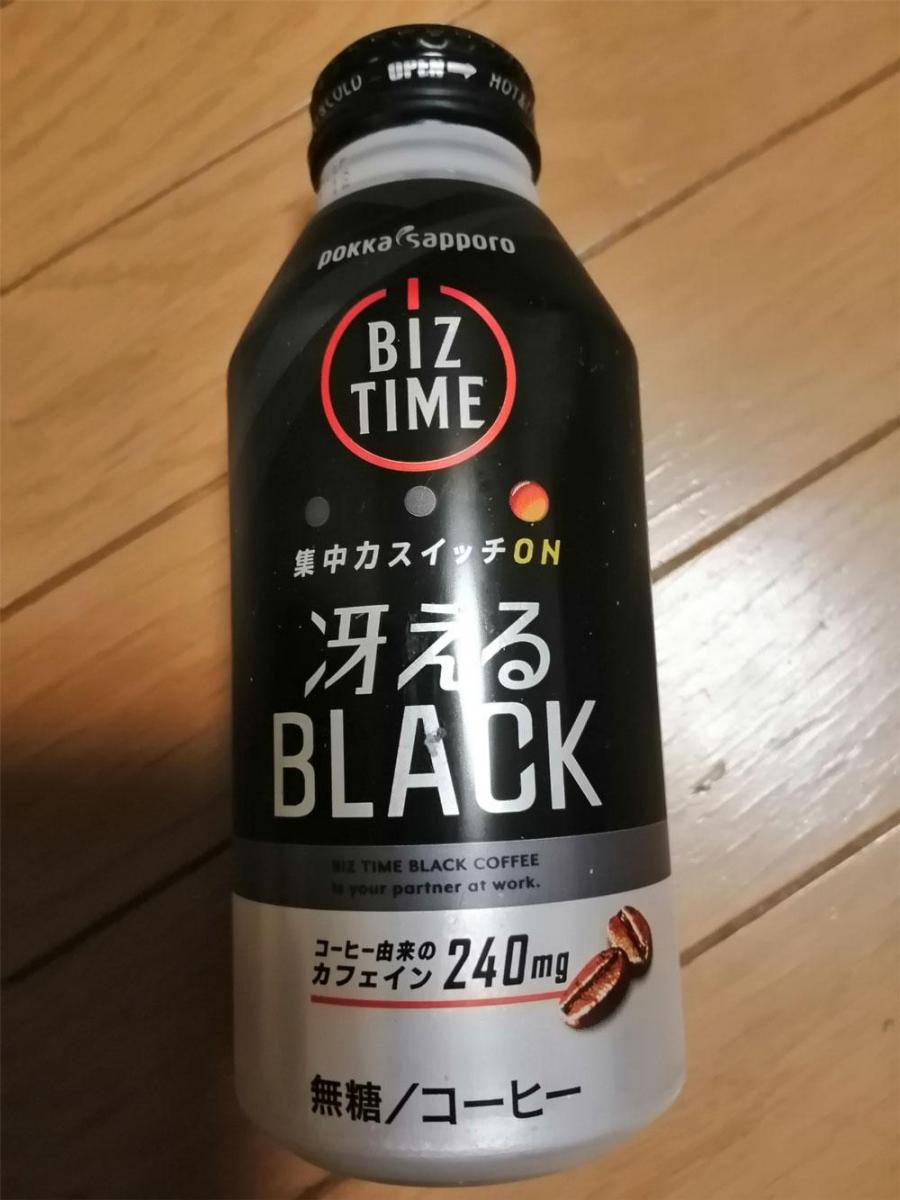 COLD OPEN HOT&
pokka sapporo
BIZ
TIME
集中力スイッチON
冴える
BLACK
BIZ TIME BLACK COFFEE
is your partner at work.
コーヒー由来の
カフェイン 240mg
無糖/コーヒー